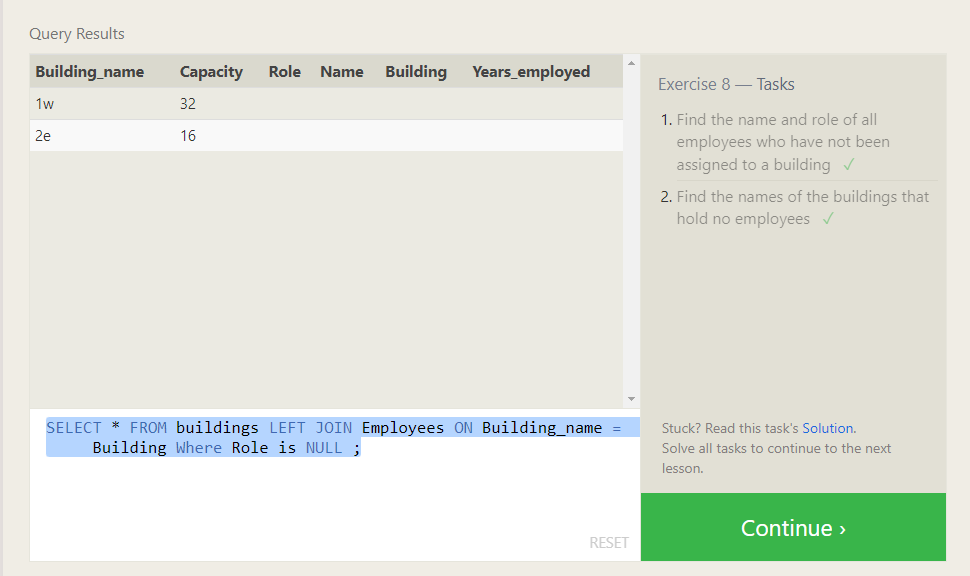 Query Results
Building_name Capacity Role Name Building Years_employed
1w 32
2e 16
SELECT * FROM buildings LEFT JOIN Employees ON Building_name =
Building Where Role is NULL ;
RESET
Exercise 8 — Tasks
1. Find the name and role of all
employees who have not been
assigned to a building ✓
2. Find the names of the buildings that
hold no employees ✓
Stuck? Read this task's Solution.
Solve all tasks to continue to the next
lesson.
Continue ›